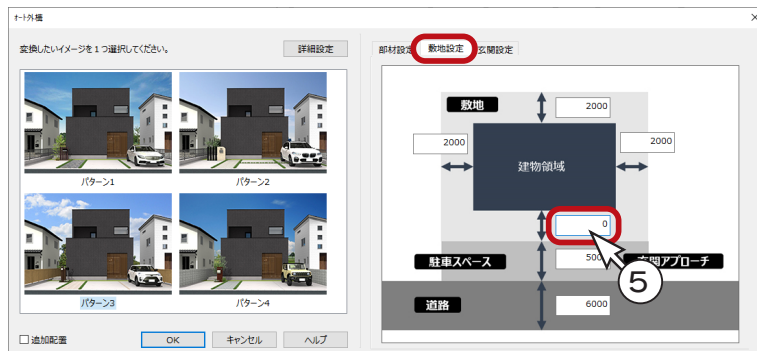 オート外構
×
変換したいイメージを１つ選択してください。
詳細設定
パターン1
パターン2
パターン3
パターン4
追加配置
OK
キャンセル
ヘルプ
部材設定
敷地設定
玄関設定
敷地
2000
2000
2000
建物領域
0
駐車スペース
500
玄関アプローチ
⑤
道路
6000